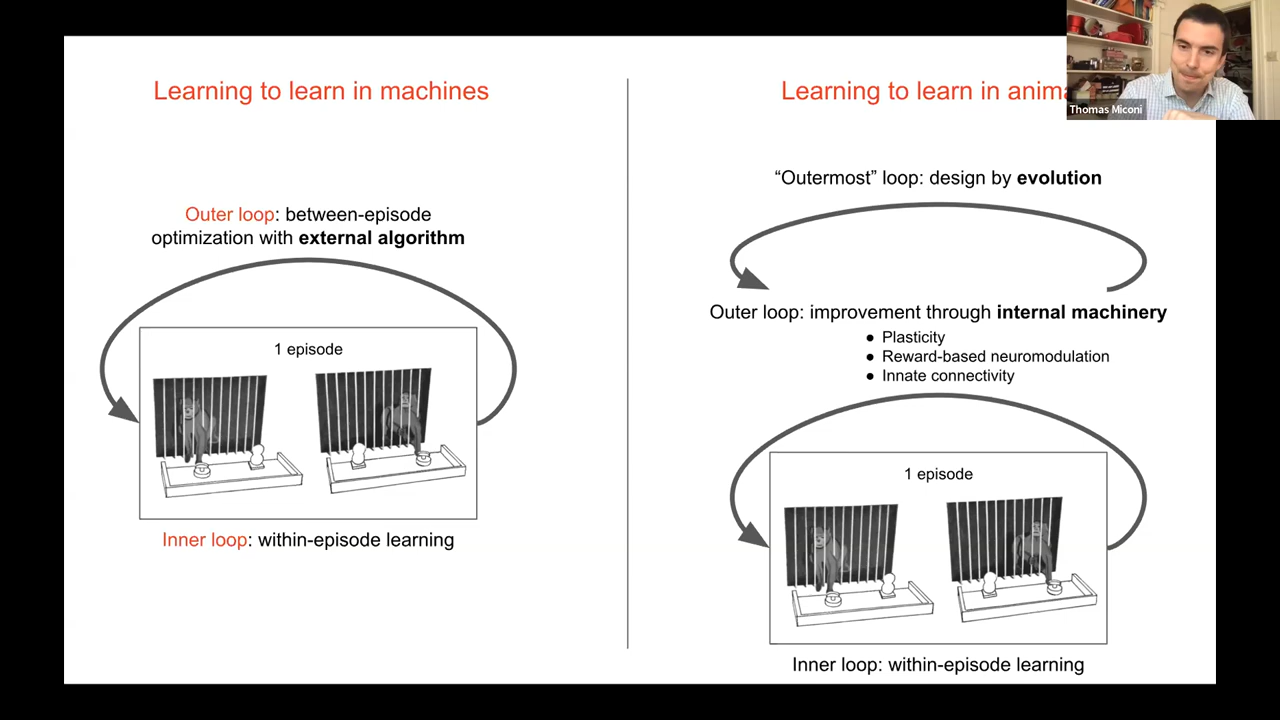 Learning to learn in machines
Outer loop: between-episode
optimization with external algorithm
1 episode
Inner loop: within-episode learning
Learning to learn in anima
Thomas Miconi
“Outermost” loop: design by evolution
Outer loop: improvement through internal machinery
● Plasticity
● Reward-based neuromodulation
● Innate connectivity
1 episode
Inner loop: within-episode learning